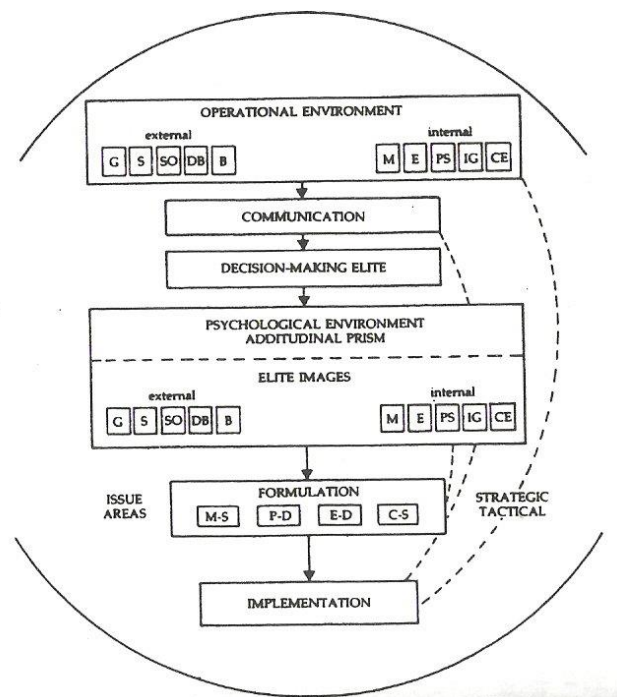 OPERATIONAL ENVIRONMENT
external internal
G S SO DB B M E PS IG CE
COMMUNICATION
DECISION-MAKING ELITE
PSYCHOLOGICAL ENVIRONMENT
ADDITUDINAL PRISM
ELITE IMAGES
external internal
G S SO DB B M E PS IG CE
ISSUE
AREAS
FORMULATION
M-S P-D E-D C-S
STRATEGIC
TACTICAL
IMPLEMENTATION